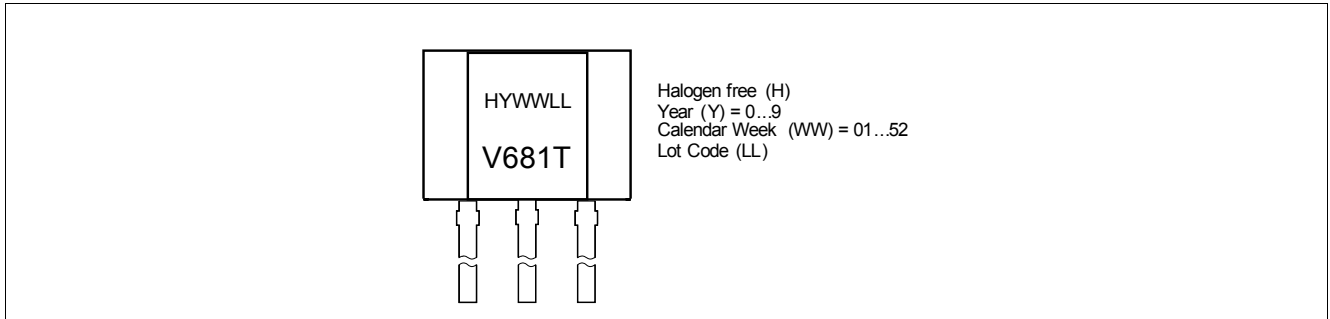 HYWWLL
V681T
Halogen free (H)
Year (Y) = 0...9
Calendar Week (WW) = 01...52
Lot Code (LL)